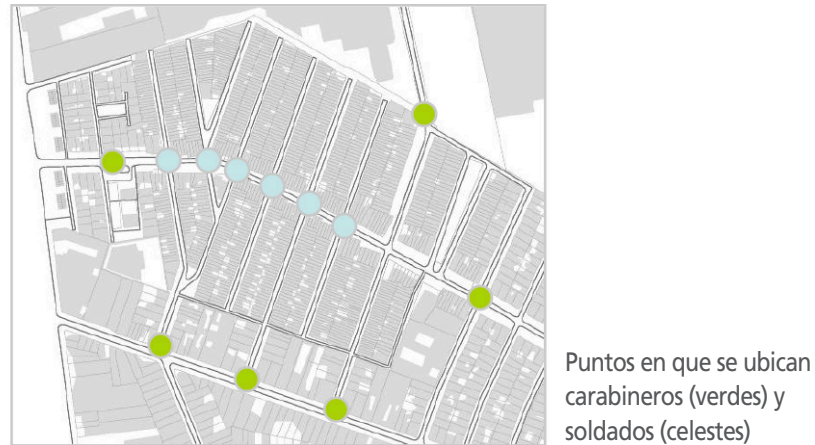 Puntos en que se ubican
carabineros (verdes) y
soldados (celestes)